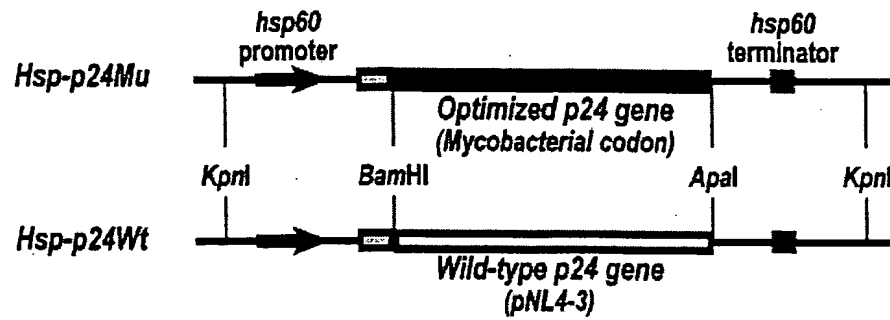 hsp60
promoter
hsp60
terminator
Hsp-p24Mu
Optimized p24 gene
(Mycobacterial codon)
KpnI
BamHI
ApaI
KpnI
Hsp-p24Wt
Wild-type p24 gene
(pNL4-3)